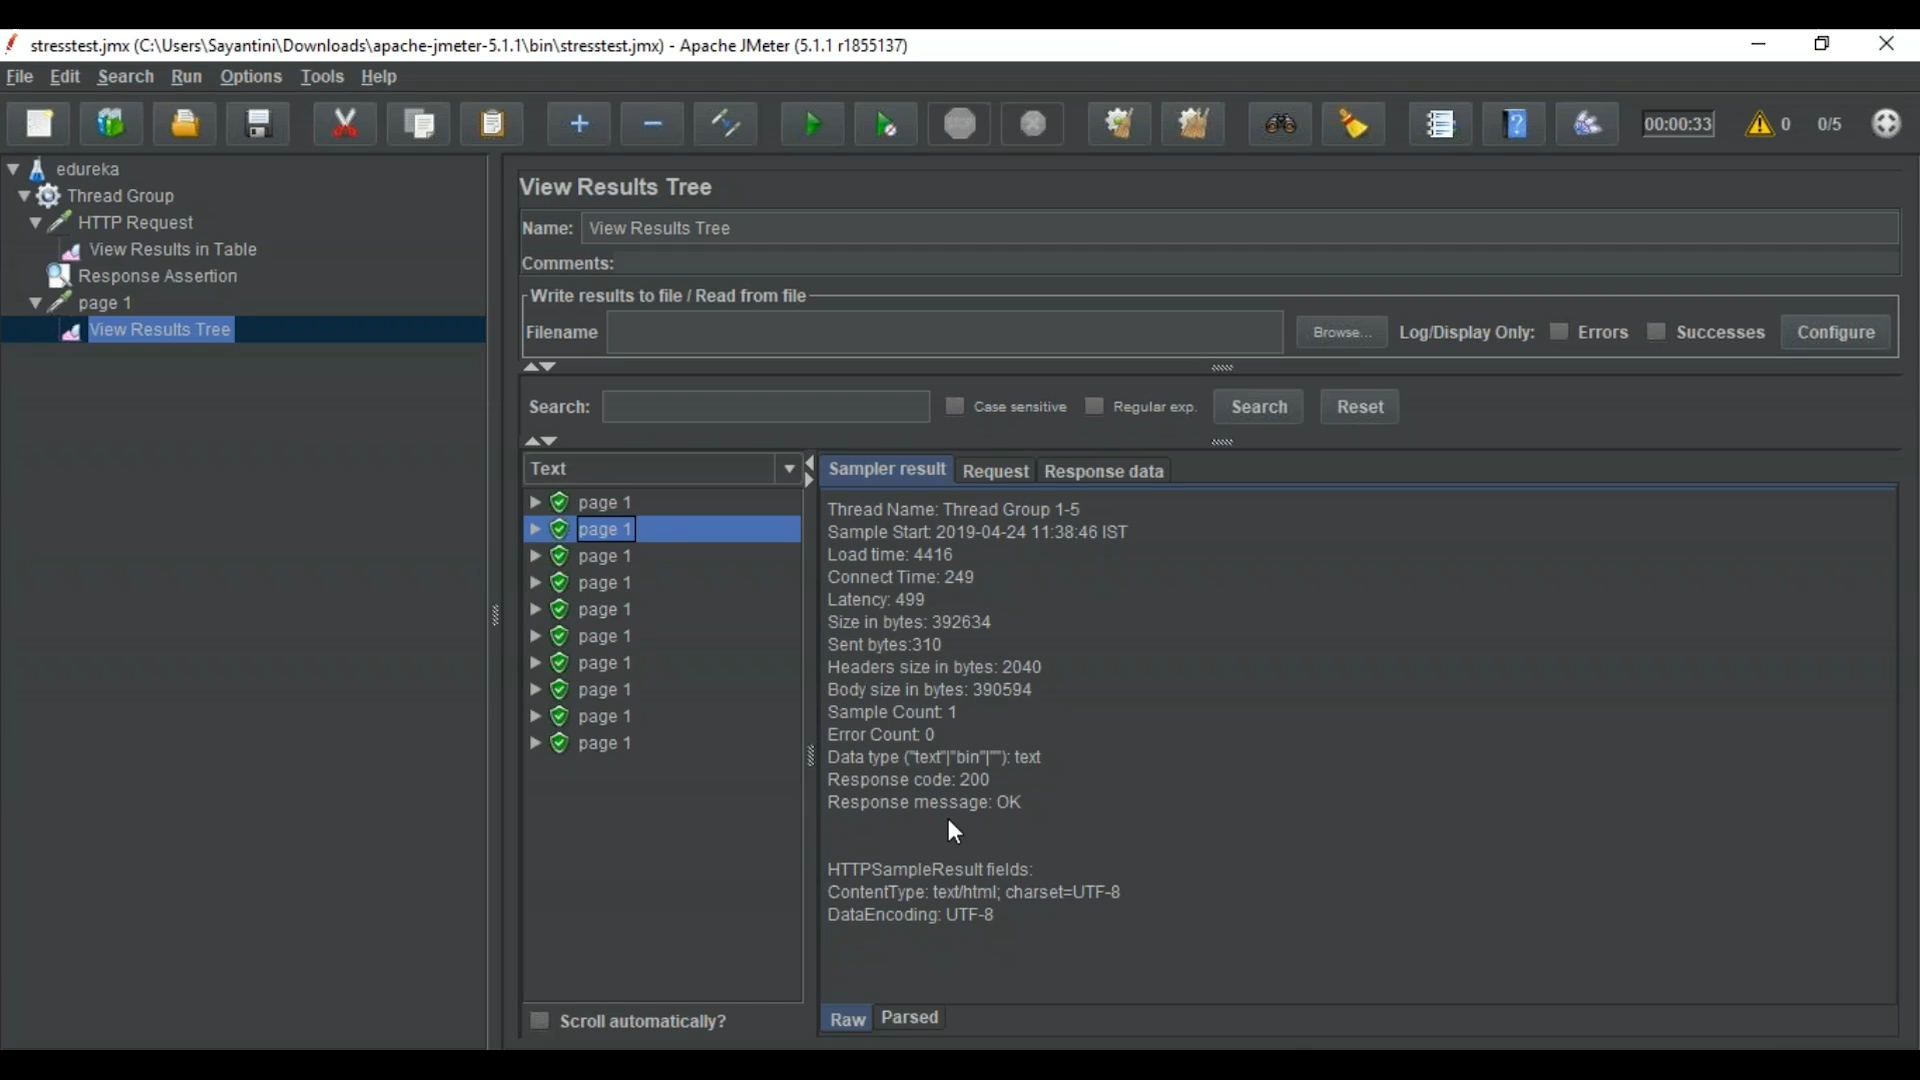 stresstest.jmx (C:\Users\Sayantini\Downloads\apache-jmeter-5.1.1\bin\stresstest.jmx) - Apache JMeter (5.1.1 r1855137)
File Edit Search Run Options Tools Help
00:00:33 0 0/5
edureka
Thread Group
HTTP Request
View Results in Table
Response Assertion
page 1
View Results Tree
View Results Tree
Name: View Results Tree
Comments:
Write results to file / Read from file
Filename Browse... Log/Display Only: Errors Successes Configure
Search: Case sensitive Regular exp. Search Reset
Text
page 1
page 1
page 1
page 1
page 1
page 1
page 1
page 1
page 1
page 1
Scroll automatically?
Sampler result Request Response data
Thread Name: Thread Group 1-5
Sample Start: 2019-04-24 11:38:46 IST
Load time: 4416
Connect Time: 249
Latency: 499
Size in bytes: 392634
Sent bytes:310
Headers size in bytes: 2040
Body size in bytes: 390594
Sample Count: 1
Error Count: 0
Data type ("text"|"bin"|""): text
Response code: 200
Response message: OK
HTTPSampleResult fields:
ContentType: text/html; charset=UTF-8
DataEncoding: UTF-8
Raw Parsed